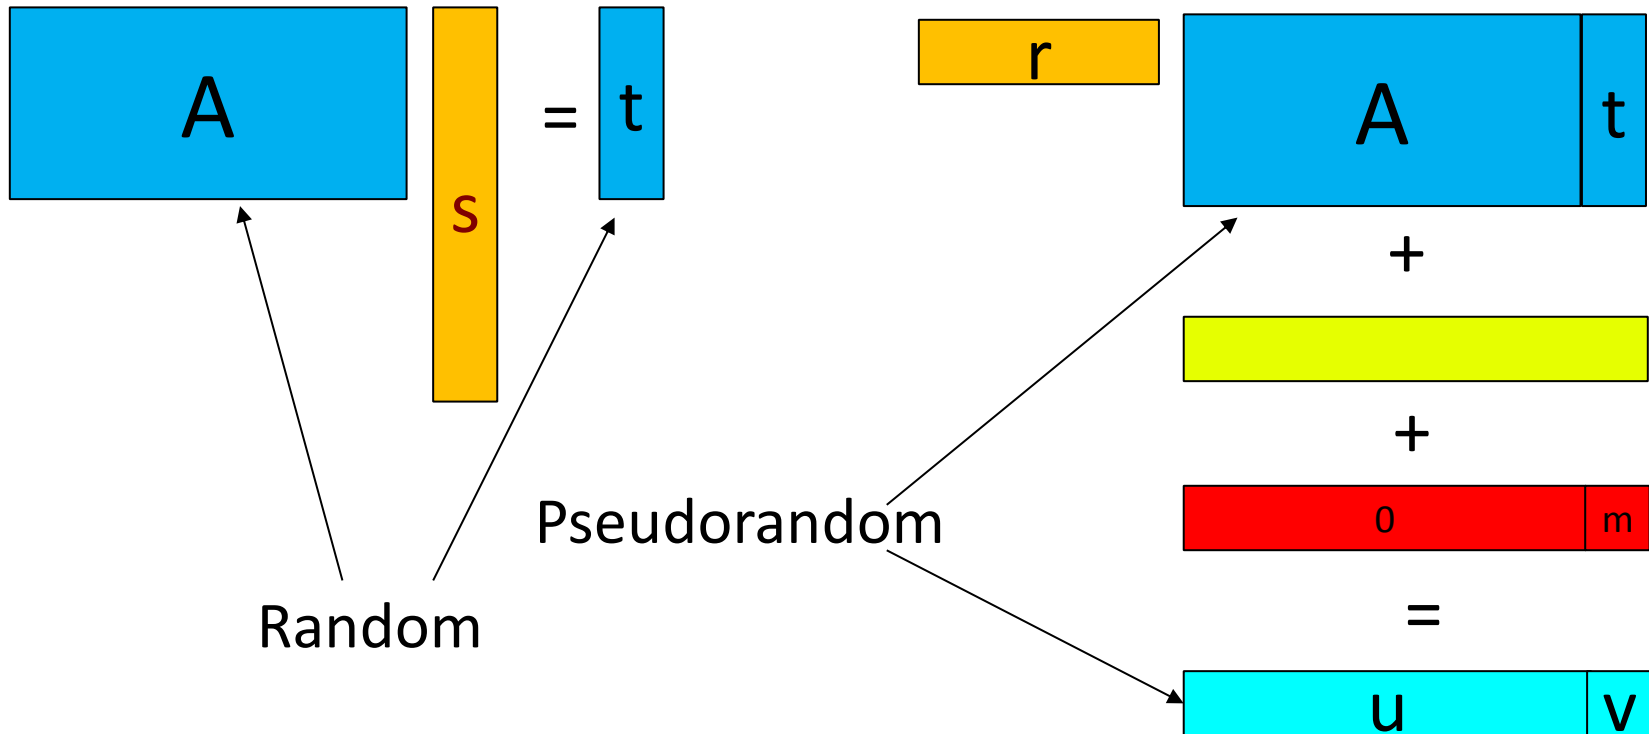 A
s
=
t
r
A
t
+
+
0
m
=
u
v
Pseudorandom
Random